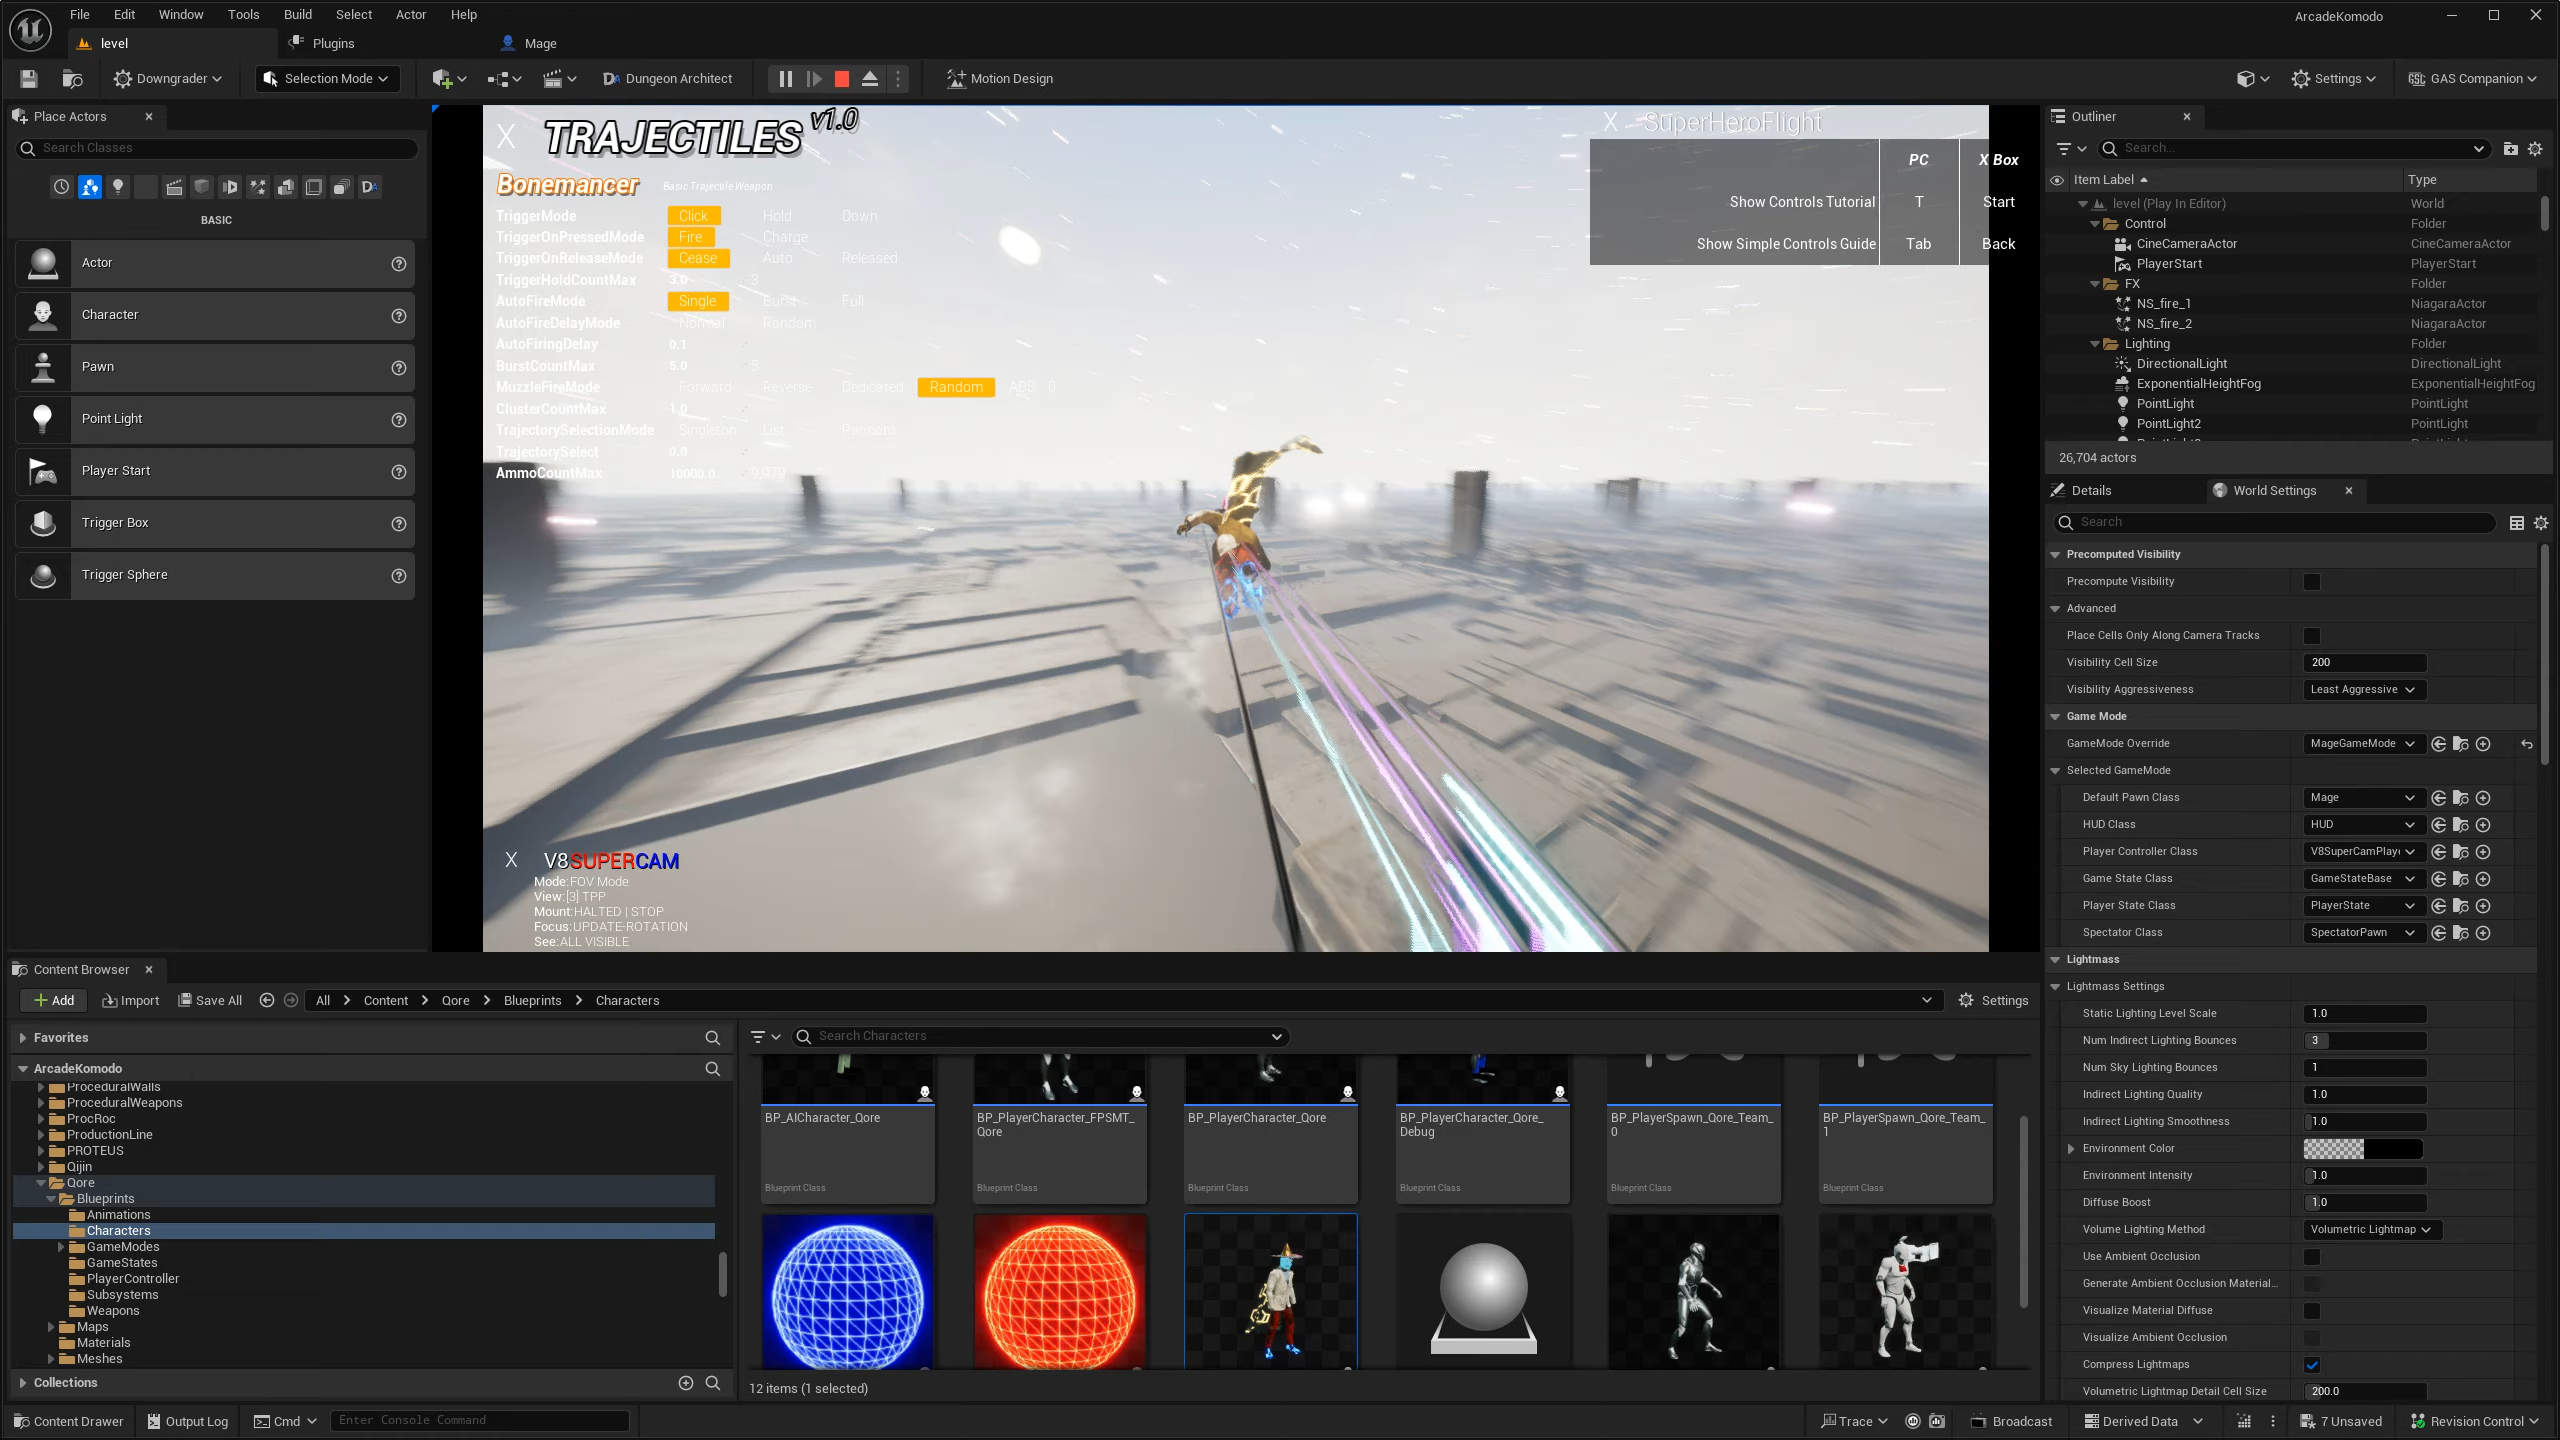 File Edit Window Tools Build Select Actor Help
ArcadeKomodo
level Plugins Mage
Downgrader Selection Mode Dungeon Architect Motion Design Settings GAS Companion
Place Actors
Search Classes
BASIC
Actor
Character
Pawn
Point Light
Player Start
Trigger Box
Trigger Sphere
X TRAJECTILES v1.0
Bonemancer Basic Trajectile Weapon
TriggerMode Click Hold Down
TriggerOnPressedMode Fire Charge
TriggerOnReleaseMode Cease Auto Released
TriggerHoldCountMax 3.0 3
AutoFireMode Single Burst Full
AutoFireDelayMode Normal Random
AutoFiringDelay 0.1
BurstCountMax 5.0 5
MuzzleFireMode Forward Reverse Dedicated Random ADS 0
ClusterCountMax 1.0
TrajectorySelectionMode Singleton List Random
TrajectorySelect 0.0
AmmoCountMax 10000.0 9,979
X SuperHeroFlight
PC X Box
Show Controls Tutorial T Start
Show Simple Controls Guide Tab Back
X V8SUPERCAM
Mode:FOV Mode
View:[3] TPP
Mount:HALTED | STOP
Focus:UPDATE-ROTATION
See:ALL VISIBLE
Outliner
Search...
Item Label Type
level (Play In Editor) World
Control Folder
CineCameraActor CineCameraActor
PlayerStart PlayerStart
FX Folder
NS_fire_1 NiagaraActor
NS_fire_2 NiagaraActor
Lighting Folder
DirectionalLight DirectionalLight
ExponentialHeightFog ExponentialHeightFog
PointLight PointLight
PointLight2 PointLight
26,704 actors
Details World Settings
Search
Precomputed Visibility
Precompute Visibility
Advanced
Place Cells Only Along Camera Tracks
Visibility Cell Size 200
Visibility Aggressiveness Least Aggressive
Game Mode
GameMode Override MageGameMode
Selected GameMode
Default Pawn Class Mage
HUD Class HUD
Player Controller Class V8SuperCamPlay
Game State Class GameStateBase
Player State Class PlayerState
Spectator Class SpectatorPawn
Lightmass
Lightmass Settings
Static Lighting Level Scale 1.0
Num Indirect Lighting Bounces 3
Num Sky Lighting Bounces 1
Indirect Lighting Quality 1.0
Indirect Lighting Smoothness 1.0
Environment Color
Environment Intensity 1.0
Diffuse Boost 1.0
Volume Lighting Method Volumetric Lightmap
Use Ambient Occlusion
Generate Ambient Occlusion Material...
Visualize Material Diffuse
Visualize Ambient Occlusion
Compress Lightmaps
Volumetric Lightmap Detail Cell Size 200.0
Content Browser
Add Import Save All All Content Qore Blueprints Characters Settings
Favorites
ArcadeKomodo
ProceduralWalls
ProceduralWeapons
ProcRoc
ProductionLine
PROTEUS
Qijin
Qore
Blueprints
Animations
Characters
GameModes
GameStates
PlayerController
Subsystems
Weapons
Maps
Materials
Meshes
Collections
Search Characters
BP_AICharacter_Qore
Blueprint Class
BP_PlayerCharacter_FPSMT_
Qore
Blueprint Class
BP_PlayerCharacter_Qore
Blueprint Class
BP_PlayerCharacter_Qore_
Debug
Blueprint Class
BP_PlayerSpawn_Qore_Team_
0
Blueprint Class
BP_PlayerSpawn_Qore_Team_
1
Blueprint Class
12 items (1 selected)
Content Drawer Output Log Cmd Enter Console Command Trace Broadcast Derived Data 7 Unsaved Revision Control